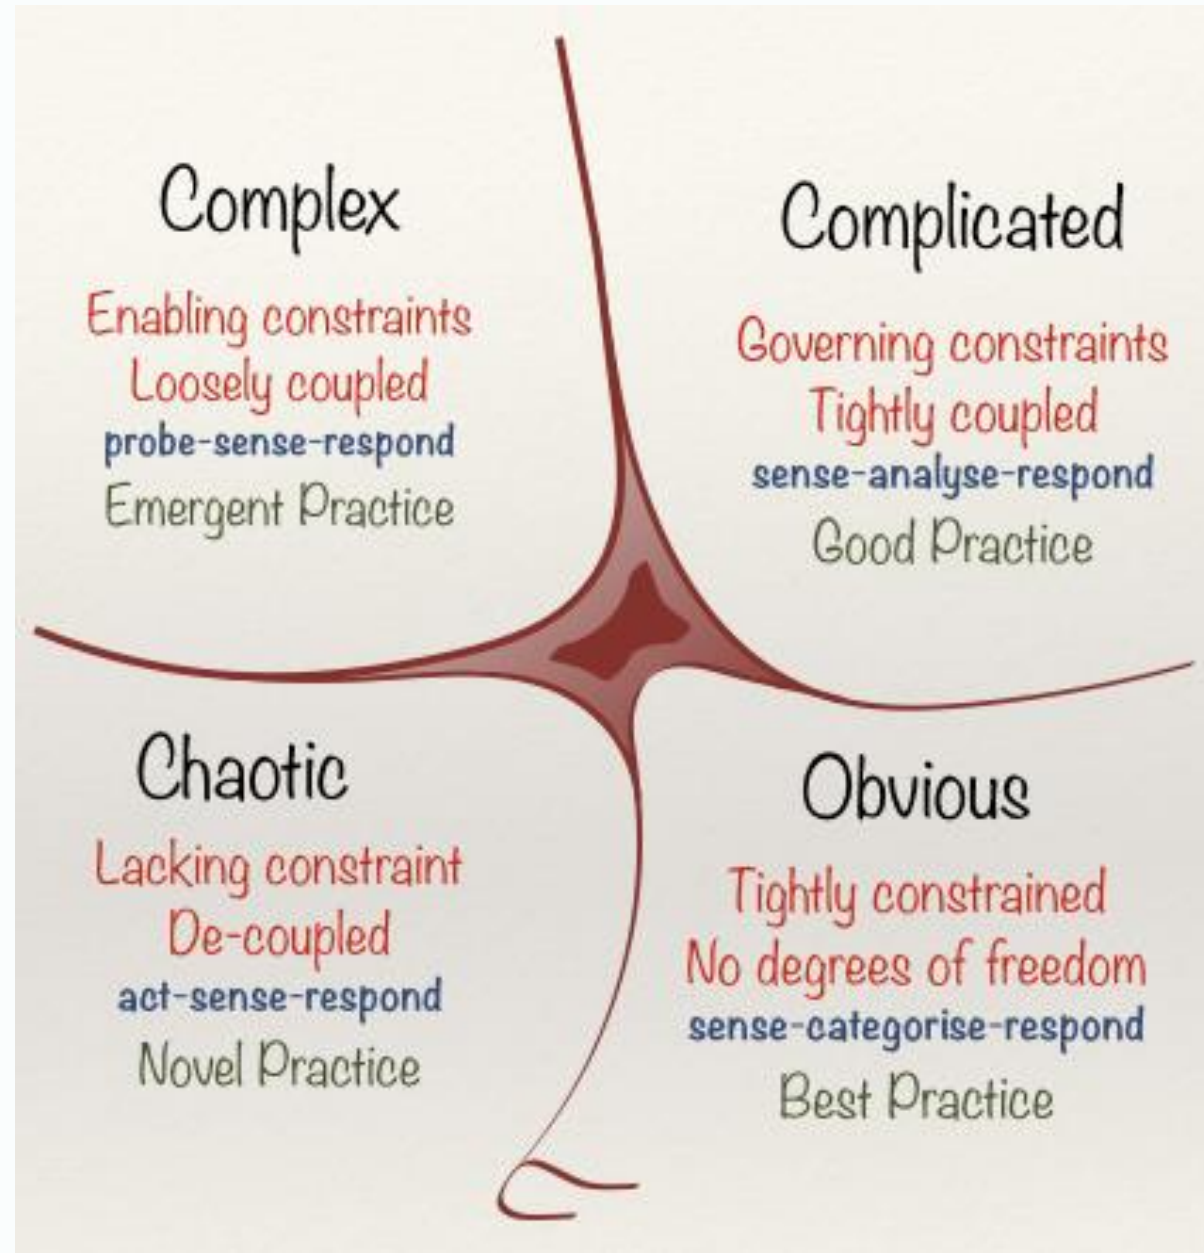 Complex
Enabling constraints
Loosely coupled
probe-sense-respond
Emergent Practice
Complicated
Governing constraints
Tightly coupled
sense-analyse-respond
Good Practice
Chaotic
Lacking constraint
De-coupled
act-sense-respond
Novel Practice
Obvious
Tightly constrained
No degrees of freedom
sense-categorise-respond
Best Practice